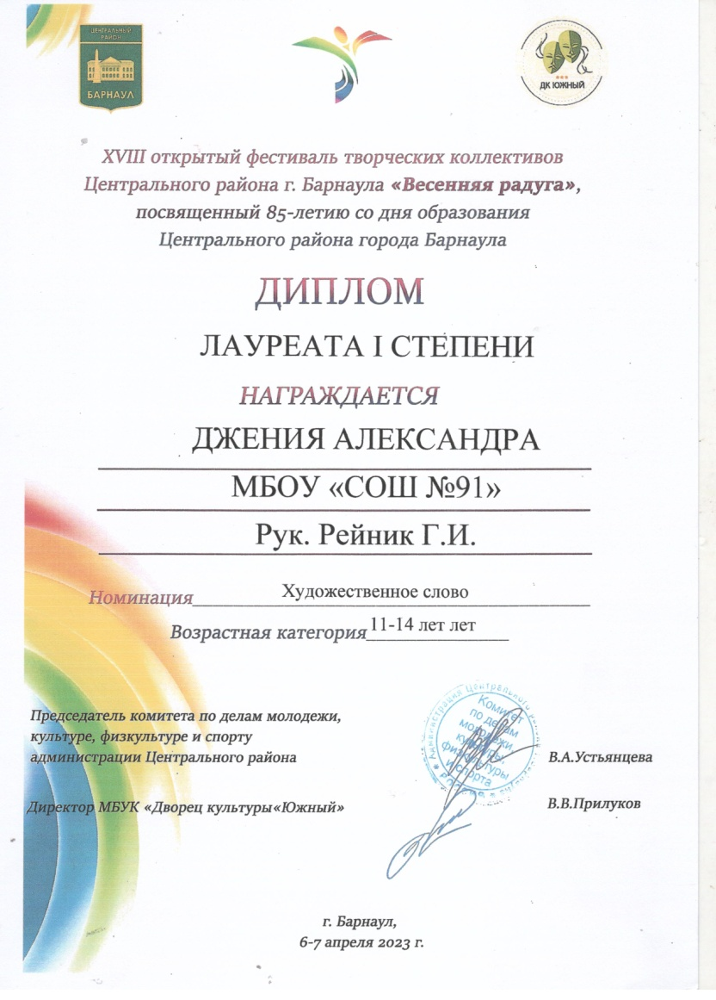 ЦЕНТРАЛЬНЫЙ
РАЙОН
БАРНАУЛ
ДК ЮЖНЫЙ
XVIII открытый фестиваль творческих коллективов
Центрального района г. Барнаула «Весенняя радуга»,
посвященный 85-летию со дня образования
Центрального района города Барнаула
ДИПЛОМ
ЛАУРЕАТА I СТЕПЕНИ
НАГРАЖДАЕТСЯ
ДЖЕНИЯ АЛЕКСАНДРА
МБОУ «СОШ №91»
Рук. Рейник Г.И.
Номинация Художественное слово
Возрастная категория 11-14 лет лет
Председатель комитета по делам молодежи,
культуре, физкультуре и спорту
администрации Центрального района В.А.Устьянцева
Администрация Центрального
Комитет
по делам
молодежи,
культуры,
физкультуры
и спорта
Директор МБУК «Дворец культуры«Южный» В.В.Прилуков
г. Барнаул,
6-7 апреля 2023 г.